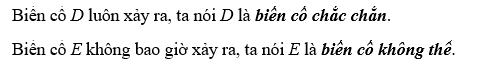 Biến cố D luôn xảy ra, ta nói D là biến cố chắc chắn.
Biến cố E không bao giờ xảy ra, ta nói E là biến cố không thể.